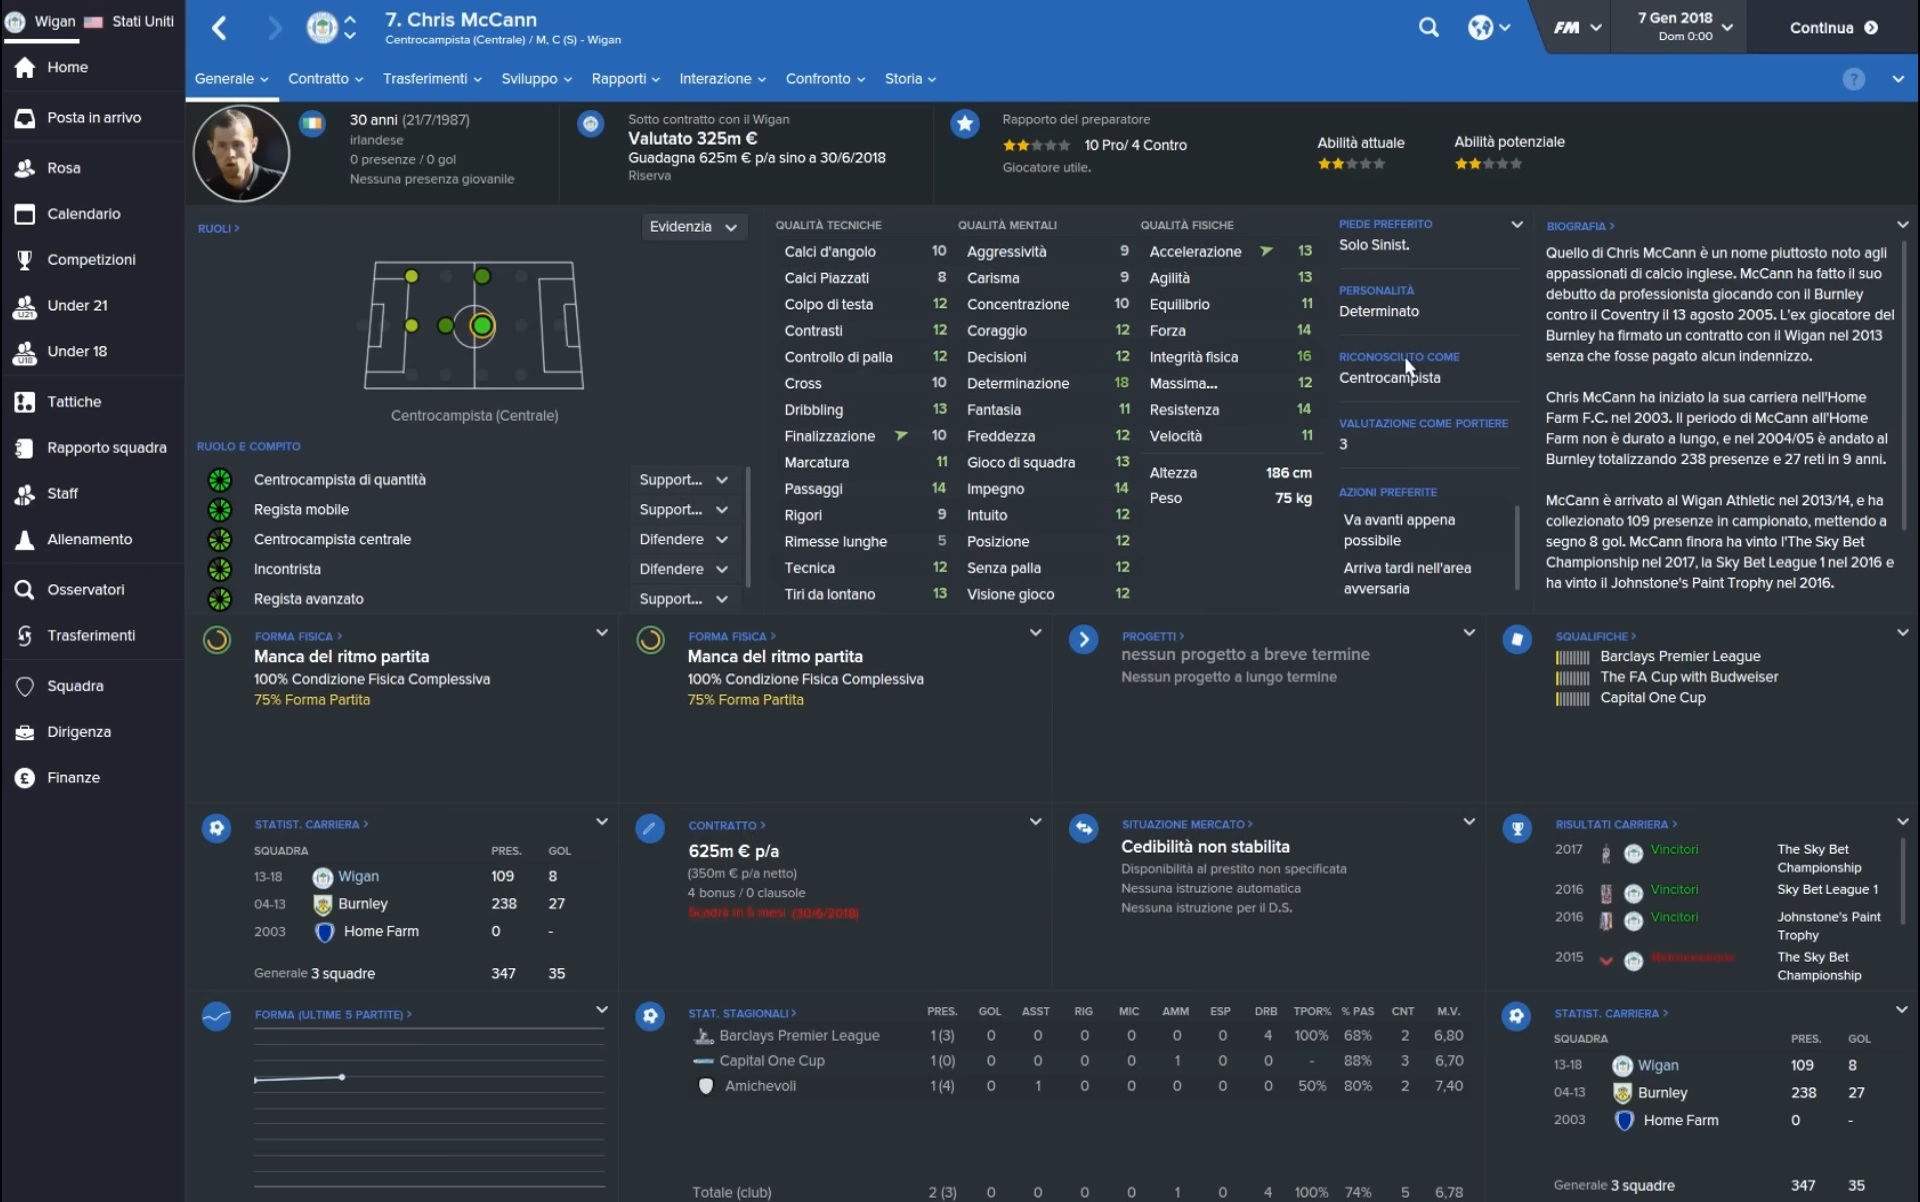 Wigan
Stati Uniti
Home
Posta in arrivo
Rosa
Calendario
Competizioni
U21
Under 21
U18
Under 18
Tattiche
Rapporto squadra
Staff
Allenamento
Osservatori
Trasferimenti
Squadra
Dirigenza
Finanze
7. Chris McCann
Centrocampista (Centrale) / M, C (S) - Wigan
FM
7 Gen 2018
Dom 0:00
Continua
Generale
Contratto
Trasferimenti
Sviluppo
Rapporti
Interazione
Confronto
Storia
?
30 anni (21/7/1987)
irlandese
0 presenze / 0 gol
Nessuna presenza giovanile
Sotto contratto con il Wigan
Valutato 325m €
Guadagna 625m € p/a sino a 30/6/2018
Riserva
Rapporto del preparatore
10 Pro/ 4 Contro
Giocatore utile.
Abilità attuale
Abilità potenziale
RUOLI >
Evidenzia
Centrocampista (Centrale)
RUOLO E COMPITO
Centrocampista di quantità Support...
Regista mobile Support...
Centrocampista centrale Difendere
Incontrista Difendere
Regista avanzato Support...
QUALITÀ TECNICHE
Calci d'angolo 10
Calci Piazzati 8
Colpo di testa 12
Contrasti 12
Controllo di palla 12
Cross 10
Dribbling 13
Finalizzazione 10
Marcatura 11
Passaggi 14
Rigori 9
Rimesse lunghe 5
Tecnica 12
Tiri da lontano 13
QUALITÀ MENTALI
Aggressività 9
Carisma 9
Concentrazione 10
Coraggio 12
Decisioni 12
Determinazione 18
Fantasia 11
Freddezza 12
Gioco di squadra 13
Impegno 14
Intuito 12
Posizione 12
Senza palla 12
Visione gioco 12
QUALITÀ FISICHE
Accelerazione 13
Agilità 13
Equilibrio 11
Forza 14
Integrità fisica 16
Massima... 12
Resistenza 14
Velocità 11
Altezza 186 cm
Peso 75 kg
PIEDE PREFERITO
Solo Sinist.
PERSONALITÀ
Determinato
RICONOSCIUTO COME
Centrocampista
VALUTAZIONE COME PORTIERE
3
AZIONI PREFERITE
Va avanti appena
possibile
Arriva tardi nell'area
avversaria
BIOGRAFIA >
Quello di Chris McCann è un nome piuttosto noto agli
appassionati di calcio inglese. McCann ha fatto il suo
debutto da professionista giocando con il Burnley
contro il Coventry il 13 agosto 2005. L'ex giocatore del
Burnley ha firmato un contratto con il Wigan nel 2013
senza che fosse pagato alcun indennizzo.
Chris McCann ha iniziato la sua carriera nell'Home
Farm F.C. nel 2003. Il periodo di McCann all'Home
Farm non è durato a lungo, e nel 2004/05 è andato al
Burnley totalizzando 238 presenze e 27 reti in 9 anni.
McCann è arrivato al Wigan Athletic nel 2013/14, e ha
collezionato 109 presenze in campionato, mettendo a
segno 8 gol. McCann finora ha vinto l'The Sky Bet
Championship nel 2017, la Sky Bet League 1 nel 2016 e
ha vinto il Johnstone's Paint Trophy nel 2016.
FORMA FISICA >
Manca del ritmo partita
100% Condizione Fisica Complessiva
75% Forma Partita
FORMA FISICA >
Manca del ritmo partita
100% Condizione Fisica Complessiva
75% Forma Partita
PROGETTI >
nessun progetto a breve termine
Nessun progetto a lungo termine
SQUALIFICHE >
Barclays Premier League
The FA Cup with Budweiser
Capital One Cup
STATIST. CARRIERA >
SQUADRA PRES. GOL
13-18 Wigan 109 8
04-13 Burnley 238 27
2003 Home Farm 0 -
Generale 3 squadre 347 35
CONTRATTO >
625m € p/a
(350m € p/a netto)
4 bonus / 0 clausole
Scadrà in 5 mesi (30/6/2018)
SITUAZIONE MERCATO >
Cedibilità non stabilita
Disponibilità al prestito non specificata
Nessuna istruzione automatica
Nessuna istruzione per il D.S.
RISULTATI CARRIERA >
2017 Vincitori The Sky Bet
Championship
2016 Vincitori Sky Bet League 1
2016 Vincitori Johnstone's Paint
Trophy
2015 The Sky Bet
Championship
FORMA (ULTIME 5 PARTITE) >
STAT. STAGIONALI > PRES. GOL ASST RIG MIC AMM ESP DRB TPOR% % PAS CNT M.V.
Barclays Premier League 1 (3) 0 0 0 0 0 0 4 100% 68% 2 6,80
Capital One Cup 1 (0) 0 0 0 0 1 0 0 - 88% 3 6,70
Amichevoli 1 (4) 0 1 0 0 0 0 0 50% 80% 2 7,40
Totale (club) 2 (3) 0 0 0 0 1 0 4 100% 74% 5 6,78
STATIST. CARRIERA >
SQUADRA PRES. GOL
13-18 Wigan 109 8
04-13 Burnley 238 27
2003 Home Farm 0 -
Generale 3 squadre 347 35